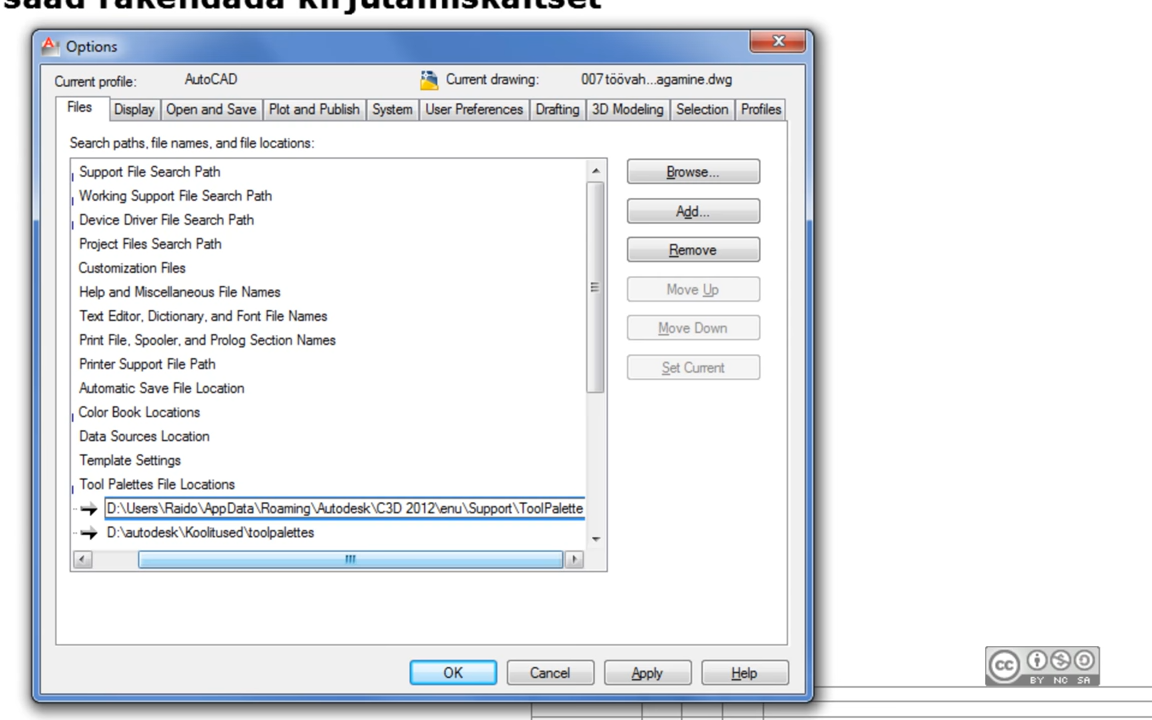 saad rakendada kirjutamiskaitset
Options
Current profile: AutoCAD Current drawing: 007 töövah...agamine.dwg
Files Display Open and Save Plot and Publish System User Preferences Drafting 3D Modeling Selection Profiles
Search paths, file names, and file locations:
Support File Search Path
Working Support File Search Path
Device Driver File Search Path
Project Files Search Path
Customization Files
Help and Miscellaneous File Names
Text Editor, Dictionary, and Font File Names
Print File, Spooler, and Prolog Section Names
Printer Support File Path
Automatic Save File Location
Color Book Locations
Data Sources Location
Template Settings
Tool Palettes File Locations
D:\Users\Raido\AppData\Roaming\Autodesk\C3D 2012\enu\Support\ToolPalette
D:\autodesk\Koolitused\toolpalettes
Browse...
Add...
Remove
Move Up
Move Down
Set Current
OK Cancel Apply Help
cc BY NC SA